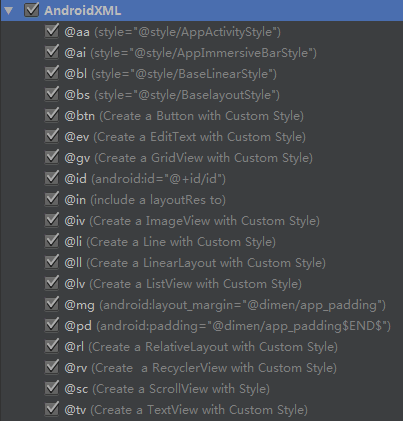 AndroidXML
@aa (style="@style/AppActivityStyle")
@ai (style="@style/AppImmersiveBarStyle")
@bl (style="@style/BaseLinearStyle")
@bs (style="@style/BaselayoutStyle")
@btn (Create a Button with Custom Style)
@ev (Create a EditText with Custom Style)
@gv (Create a GridView with Custom Style)
@id (android:id="@+id/id")
@in (include a layoutRes to)
@iv (Create a ImageView with Custom Style)
@li (Create a Line with Custom Style)
@ll (Create a LinearLayout with Custom Style)
@lv (Create a ListView with Custom Style)
@mg (android:layout_margin="@dimen/app_padding")
@pd (android:padding="@dimen/app_padding$END$")
@rl (Create a RelativeLayout with Custom Style)
@rv (Create  a RecyclerView with Custom Style)
@sc (Create a ScrollView with Style)
@tv (Create a TextView with Custom Style)